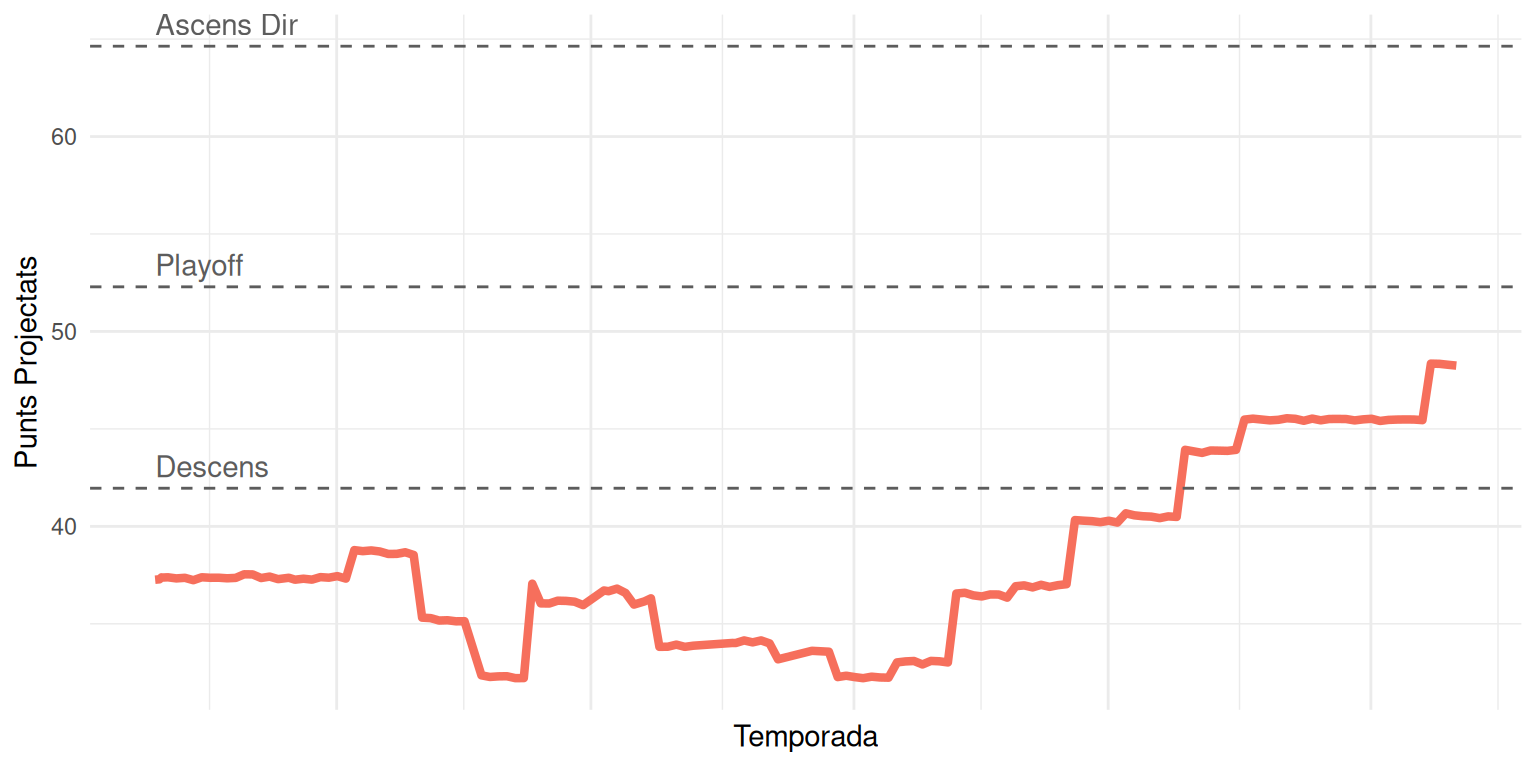 Ascens Dir
60
Playoff
50
Descens
40
Punts Projectats
Temporada